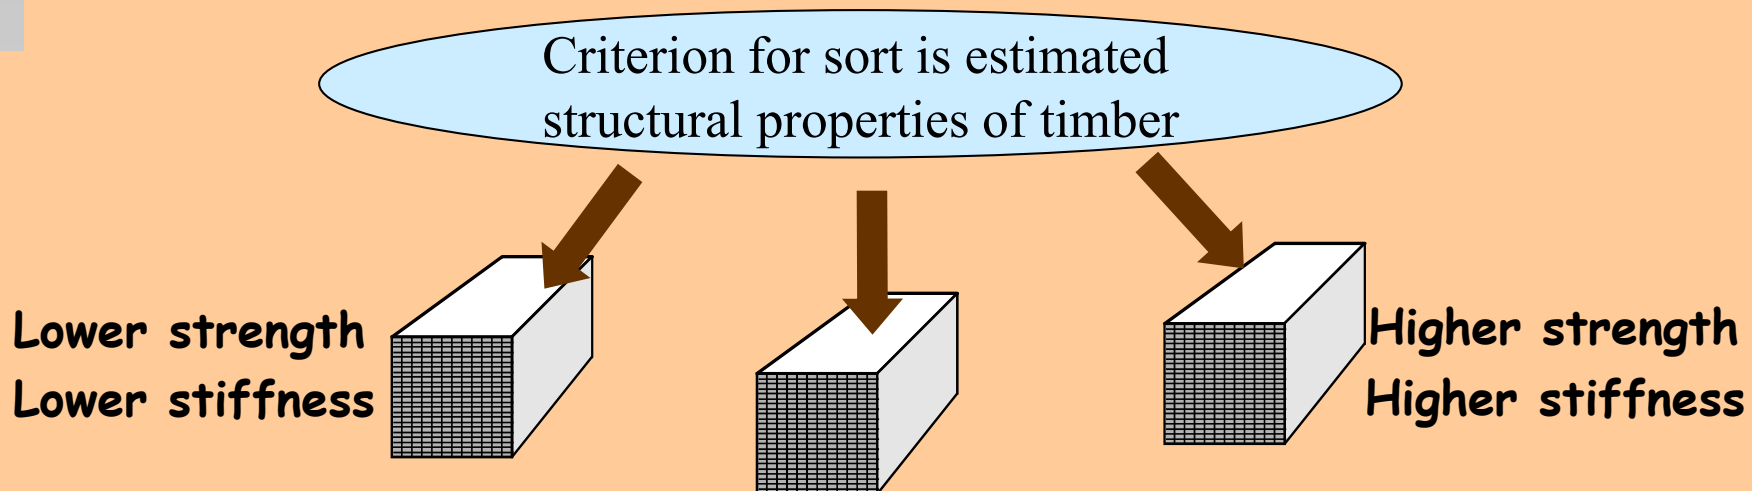 Criterion for sort is estimated
structural properties of timber
Lower strength
Lower stiffness
Higher strength
Higher stiffness